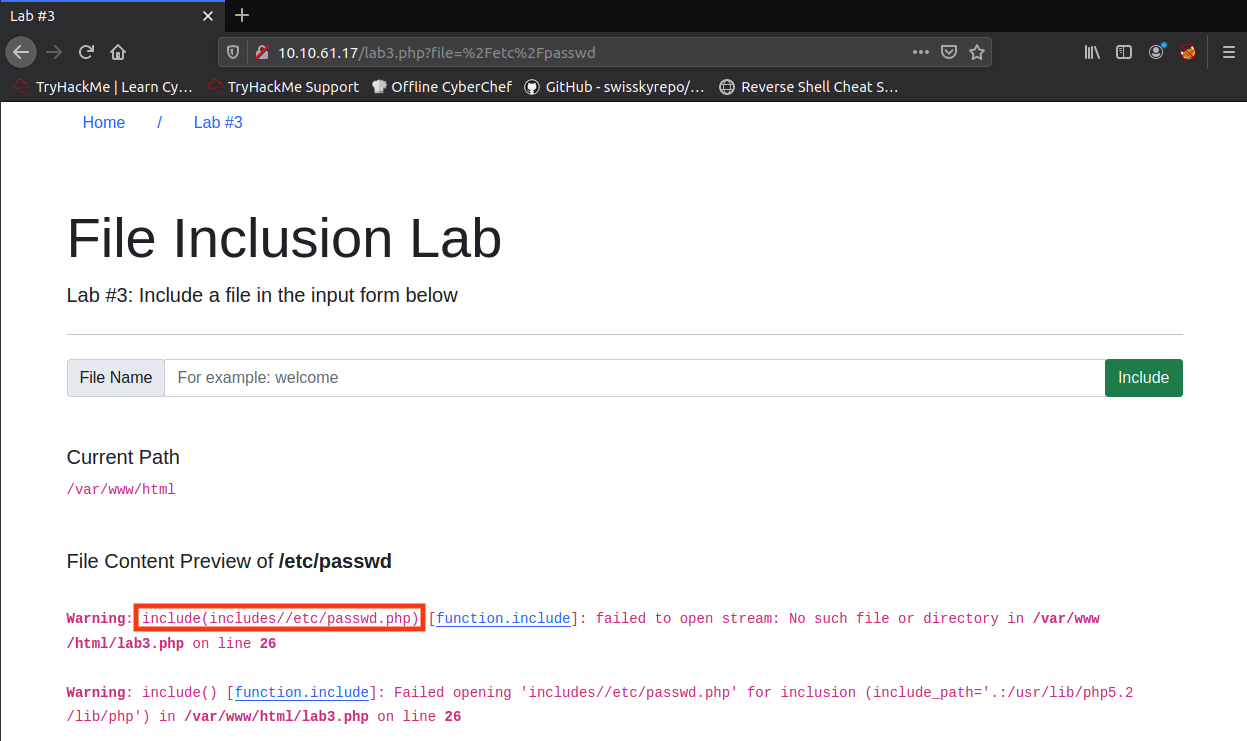 Lab #3
10.10.61.17/lab3.php?file=%2Fetc%2Fpasswd
TryHackMe | Learn Cy… TryHackMe Support Offline CyberChef GitHub - swisskyrepo/… Reverse Shell Cheat S…
Home / Lab #3
File Inclusion Lab
Lab #3: Include a file in the input form below
File Name For example: welcome Include
Current Path
/var/www/html
File Content Preview of /etc/passwd
Warning: include(includes//etc/passwd.php) [function.include]: failed to open stream: No such file or directory in /var/www
/html/lab3.php on line 26
Warning: include() [function.include]: Failed opening 'includes//etc/passwd.php' for inclusion (include_path='.:/usr/lib/php5.2
/lib/php') in /var/www/html/lab3.php on line 26